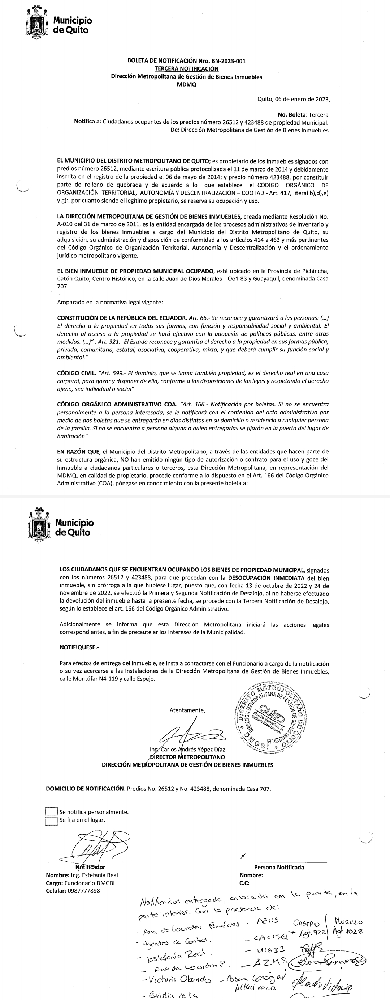 Municipio
de Quito
BOLETA DE NOTIFICACIÓN Nro. BN-2023-001
TERCERA NOTIFICACIÓN
Dirección Metropolitana de Gestión de Bienes Inmuebles
MDMQ
Quito, 06 de enero de 2023.
No. Boleta: Tercera
Notifica a: Ciudadanos ocupantes de los predios número 26512 y 423488 de propiedad Municipal.
De: Dirección Metropolitana de Gestión de Bienes Inmuebles
EL MUNICIPIO DEL DISTRITO METROPOLITANO DE QUITO; es propietario de los inmuebles signados con
predios número 26512, mediante escritura pública protocolizada el 11 de marzo de 2014 y debidamente
inscrita en el registro de la propiedad el 06 de mayo de 2014; y predio número 423488, por constituir
parte de relleno de quebrada y de acuerdo a lo que establece el CÓDIGO ORGÁNICO DE
ORGANIZACIÓN TERRITORIAL, AUTONOMÍA Y DESCENTRALIZACIÓN – COOTAD - Art. 417, literal b),d),e)
y g):, por cuanto siendo el legítimo propietario, se reserva su ocupación y uso.
LA DIRECCIÓN METROPOLITANA DE GESTIÓN DE BIENES INMUEBLES, creada mediante Resolución No.
A-010 del 31 de marzo de 2011, es la entidad encargada de los procesos administrativos de inventario y
registro de los bienes inmuebles a cargo del Municipio del Distrito Metropolitano de Quito, su
adquisición, su administración y disposición de conformidad a los artículos 414 a 463 y más pertinentes
del Código Orgánico de Organización Territorial, Autonomía y Descentralización y el ordenamiento
jurídico metropolitano vigente.
EL BIEN INMUEBLE DE PROPIEDAD MUNICIPAL OCUPADO, está ubicado en la Provincia de Pichincha,
Catón Quito, Centro Histórico, en la calle Juan de Dios Morales - Oe1-83 y Guayaquil, denominada Casa
707.
Amparado en la normativa legal vigente:
CONSTITUCIÓN DE LA REPÚBLICA DEL ECUADOR. Art. 66.- Se reconoce y garantizará a las personas: (...)
El derecho a la propiedad en todas sus formas, con función y responsabilidad social y ambiental. El
derecho al acceso a la propiedad se hará efectivo con la adopción de políticas públicas, entre otras
medidas. (...)” . Art. 321.- El Estado reconoce y garantiza el derecho a la propiedad en sus formas pública,
privada, comunitaria, estatal, asociativa, cooperativa, mixta, y que deberá cumplir su función social y
ambiental.”
CÓDIGO CIVIL. “Art. 599.- El dominio, que se llama también propiedad, es el derecho real en una cosa
corporal, para gozar y disponer de ella, conforme a las disposiciones de las leyes y respetando el derecho
ajeno, sea individual o social”
CÓDIGO ORGÁNICO ADMINISTRATIVO COA. “Art. 166.- Notificación por boletas. Si no se encuentra
personalmente a la persona interesada, se le notificará con el contenido del acto administrativo por
medio de dos boletas que se entregarán en días distintos en su domicilio o residencia a cualquier persona
de la familia. Si no se encuentra a persona alguna a quien entregarlas se fijarán en la puerta del lugar de
habitación”
EN RAZÓN QUE, el Municipio del Distrito Metropolitano, a través de las entidades que hacen parte de
su estructura orgánica, NO han emitido ningún tipo de autorización o contrato para el uso y goce del
inmueble a ciudadanos particulares o terceros, esta Dirección Metropolitana, en representación del
MDMQ, en calidad de propietario, procede conforme a lo dispuesto en el Art. 166 del Código Orgánico
Administrativo (COA), póngase en conocimiento con la presente boleta a:
Municipio
de Quito
LOS CIUDADANOS QUE SE ENCUENTRAN OCUPANDO LOS BIENES DE PROPIEDAD MUNICIPAL, signados
con los números 26512 y 423488, para que procedan con la DESOCUPACIÓN INMEDIATA del bien
inmueble, sin prórroga a la que hubiese lugar; puesto que, con fecha 13 de octubre de 2022 y 24 de
noviembre de 2022, se efectuó la Primera y Segunda Notificación de Desalojo, al no haberse efectuado
la devolución del inmueble hasta la presente fecha, se procede con la Tercera Notificación de Desalojo,
según lo establece el art. 166 del Código Orgánico Administrativo.
Adicionalmente se informa que esta Dirección Metropolitana iniciará las acciones legales
correspondientes, a fin de precautelar los intereses de la Municipalidad.
NOTIFIQUESE.-
Para efectos de entrega del inmueble, se insta a contactarse con el Funcionario a cargo de la notificación
o su vez acercarse a las instalaciones de la Dirección Metropolitana de Gestión de Bienes Inmuebles,
calle Montúfar N4-119 y calle Espejo.
DISTRITO METROPOLITANO DE QUITO
DIRECCIÓN METROPOLITANA DE GESTIÓN DE BIENES INMUEBLES
QUITO
Dirección Metropolitana de
Gestión de Bienes Inmuebles
DMGBI
Atentamente,
Ing. Carlos Andrés Yépez Díaz
DIRECTOR METROPOLITANO
DIRECCIÓN METROPOLITANA DE GESTIÓN DE BIENES INMUEBLES
DOMICILIO DE NOTIFICACIÓN: Predios No. 26512 y No. 423488, denominada Casa 707.
Se notifica personalmente.
Se fija en el lugar.
Notificador
Nombre: Ing. Estefanía Real
Cargo: Funcionario DMGBI
Celular: 0987777898
Persona Notificada
Nombre:
C.C:
Notificación entregada, colocada en la puerta, en la
parte interior. Con la presencia de:
- Ana de Lourdes Paredes - AZMS
- Agentes de Control. - CACMQ CASTRO Agt. 922 / MURILLO Agt 1028
- Estefanía Real. - DMGBI
- Ana de Lourdes P. - AZMS
- Victoria Obando - Asesora Concejal Altamirano